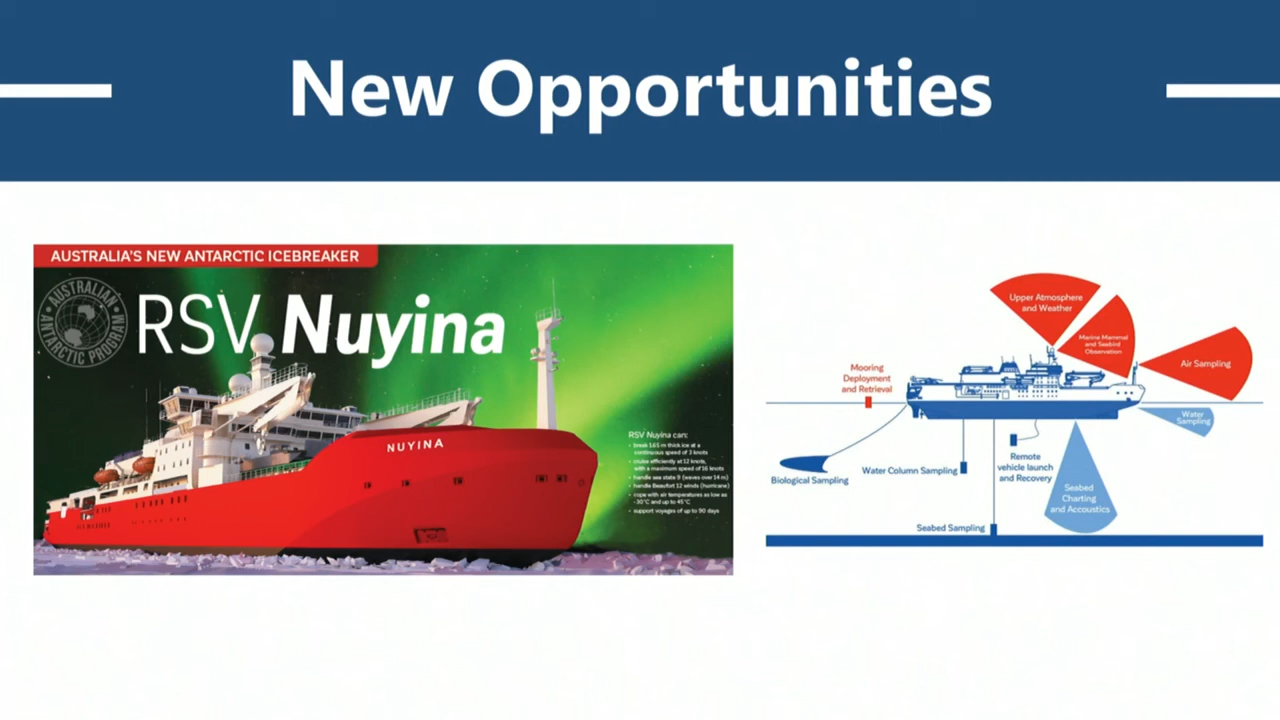 New Opportunities
AUSTRALIA'S NEW ANTARCTIC ICEBREAKER
AUSTRALIAN
ANTARCTIC PROGRAM
RSV Nuyina
NUYINA
RSV Nuyina can:
• break 1.65 m thick ice at a
continuous speed of 3 knots
• cruise efficiently at 12 knots,
with a maximum speed of 16 knots
• handle sea state 9 (waves over 14 m)
• handle Beaufort 12 winds (hurricane)
• cope with air temperatures as low as
-30°C and up to 45°C
• support voyages of up to 90 days
Upper Atmosphere
and Weather
Marine Mammal
and Seabird
Observation
Air Sampling
Mooring
Deployment
and Retrieval
Water
Sampling
Biological Sampling
Water Column Sampling
Remote
vehicle launch
and Recovery
Seabed
Charting
and Accoustics
Seabed Sampling